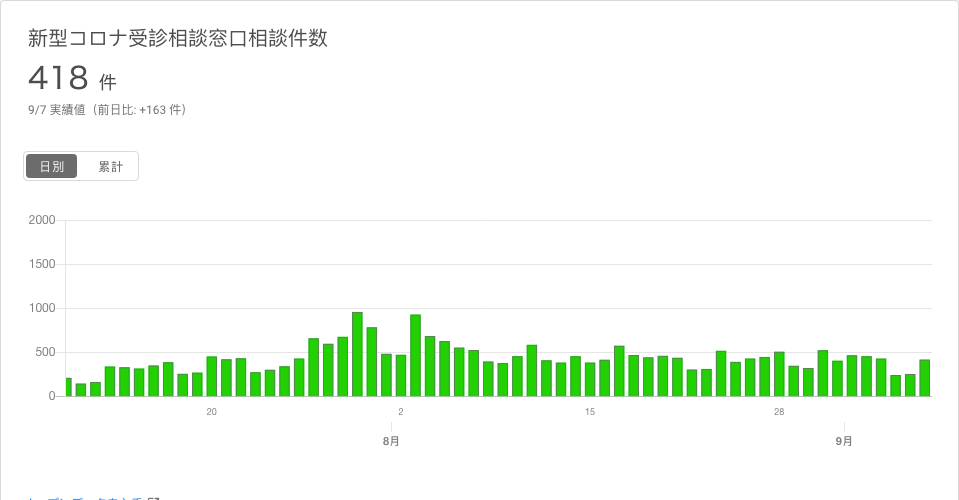 新型コロナ受診相談窓口相談件数
418 件
9/7 実績値（前日比: +163 件）
日別 累計
2000
1500
1000
500
0
20 2 15 28
8月 9月